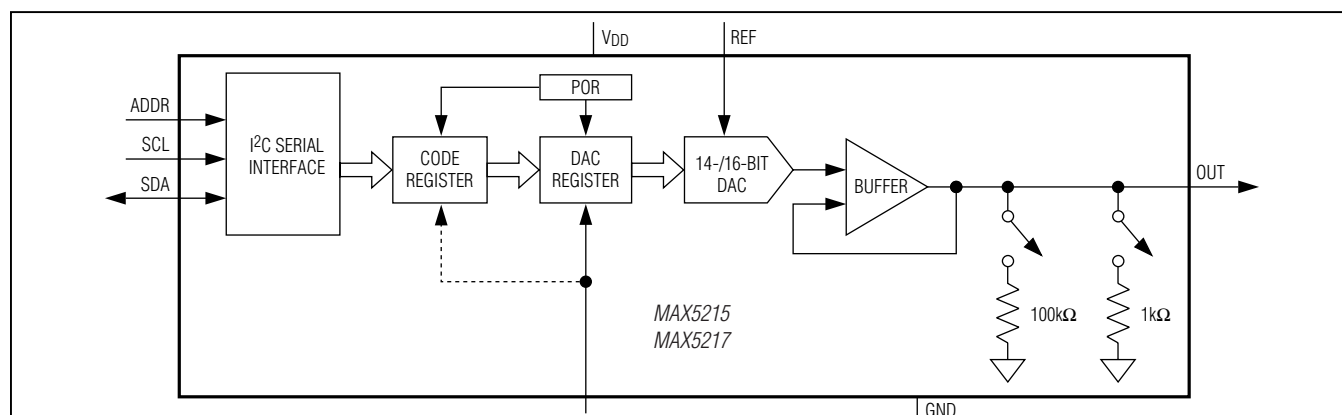 VDD
REF
POR
ADDR
SCL
SDA
I²C SERIAL
INTERFACE
CODE
REGISTER
DAC
REGISTER
14-/16-BIT
DAC
BUFFER
OUT
100kΩ
1kΩ
MAX5215
MAX5217
GND